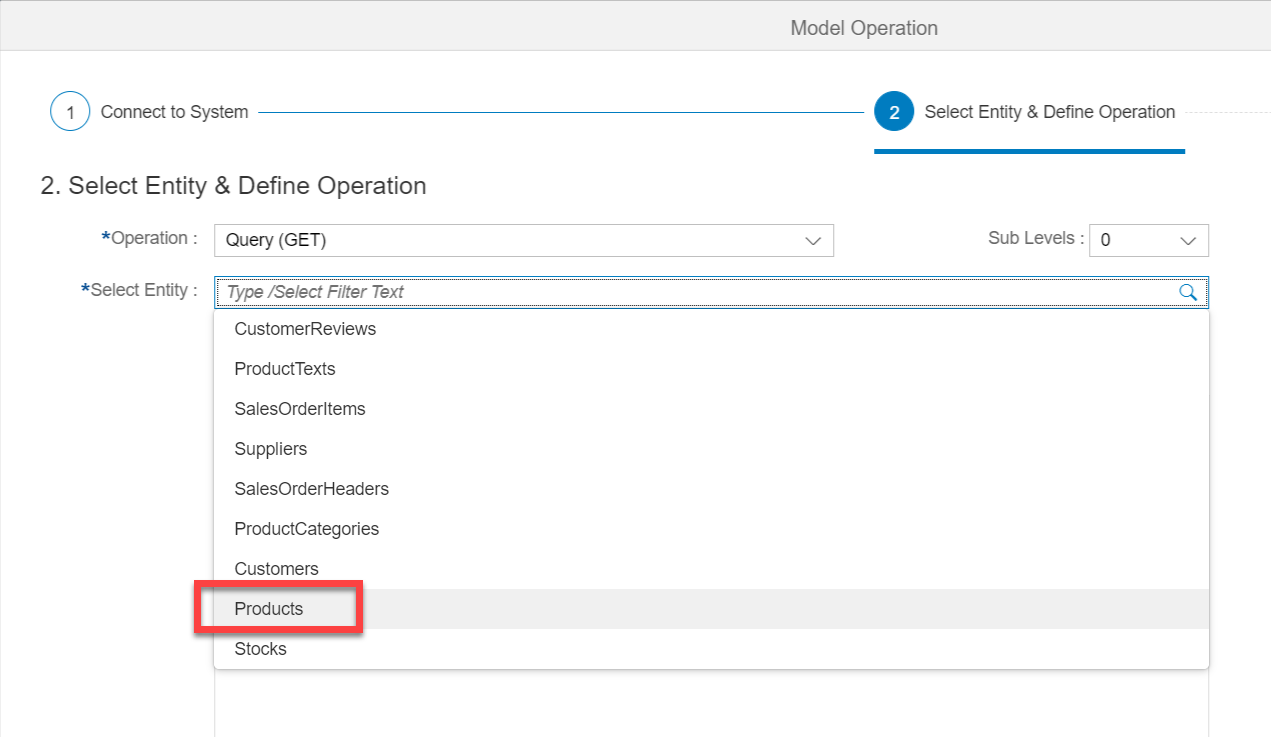 Model Operation
1 Connect to System 2 Select Entity & Define Operation
2. Select Entity & Define Operation
*Operation : Query (GET) Sub Levels : 0
*Select Entity : Type /Select Filter Text
CustomerReviews
ProductTexts
SalesOrderItems
Suppliers
SalesOrderHeaders
ProductCategories
Customers
Products
Stocks